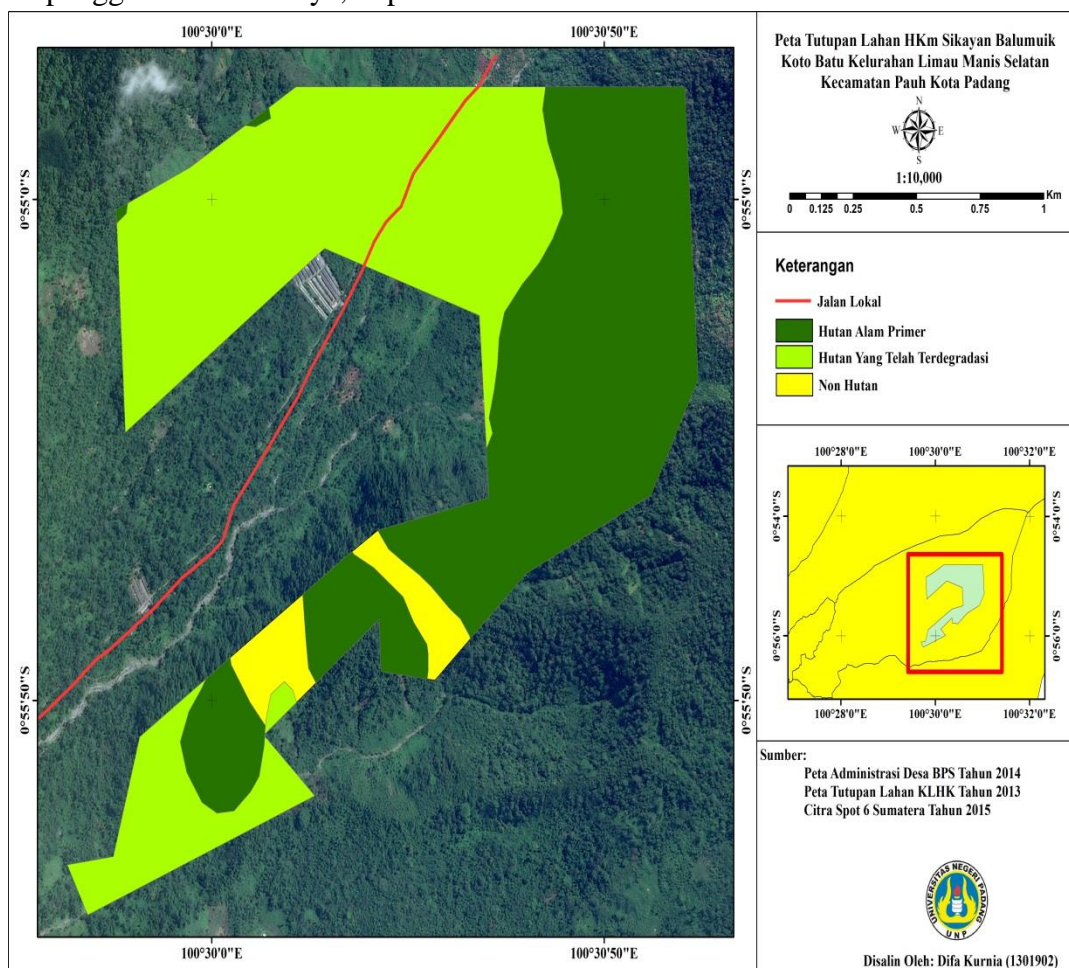 100°30'0"E
100°30'50"E
0°55'0"S
0°55'0"S
0°55'50"S
0°55'50"S
100°30'0"E
100°30'50"E
Peta Tutupan Lahan HKm Sikayan Balumuik
Koto Batu Kelurahan Limau Manis Selatan
Kecamatan Pauh Kota Padang
N
W
E
S
1:10,000
Km
0 0.125 0.25 0.5 0.75 1
Keterangan
Jalan Lokal
Hutan Alam Primer
Hutan Yang Telah Terdegradasi
Non Hutan
100°28'0"E 100°30'0"E 100°32'0"E
0°54'0"S
0°54'0"S
0°56'0"S
0°56'0"S
100°28'0"E 100°30'0"E 100°32'0"E
Sumber:
Peta Administrasi Desa BPS Tahun 2014
Peta Tutupan Lahan KLHK Tahun 2013
Citra Spot 6 Sumatera Tahun 2015
UNIVERSITAS NEGERI PADANG
UNP
Disalin Oleh: Difa Kurnia (1301902)